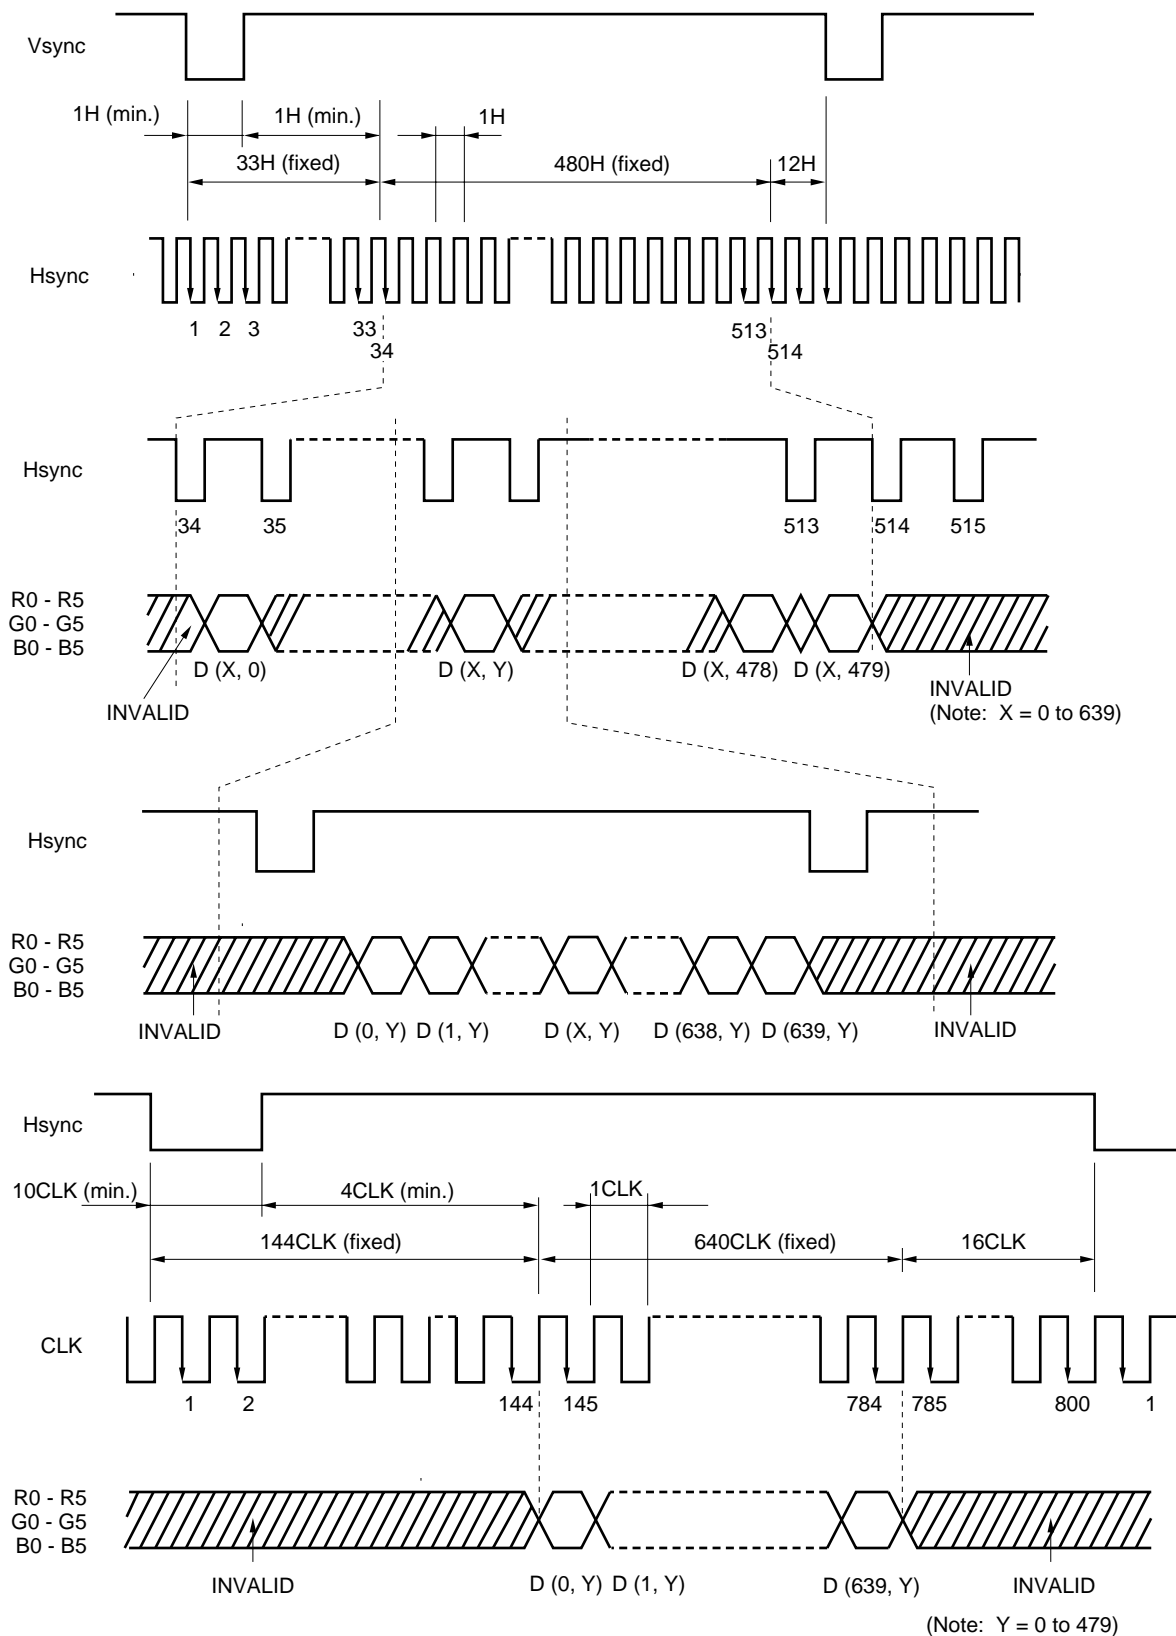 Vsync
1H (min.) 1H (min.) 1H
33H (fixed) 480H (fixed) 12H
Hsync
1 2 3 33 513
34 514
Hsync
34 35 513 514 515
R0 - R5
G0 - G5
B0 - B5
D (X, 0) D (X, Y) D (X, 478) D (X, 479)
INVALID INVALID
(Note: X = 0 to 639)
Hsync
R0 - R5
G0 - G5
B0 - B5
INVALID D (0, Y) D (1, Y) D (X, Y) D (638, Y) D (639, Y) INVALID
Hsync
10CLK (min.) 4CLK (min.) 1CLK
144CLK (fixed) 640CLK (fixed) 16CLK
CLK
1 2 144 145 784 785 800 1
R0 - R5
G0 - G5
B0 - B5
INVALID D (0, Y) D (1, Y) D (639, Y) INVALID
(Note: Y = 0 to 479)